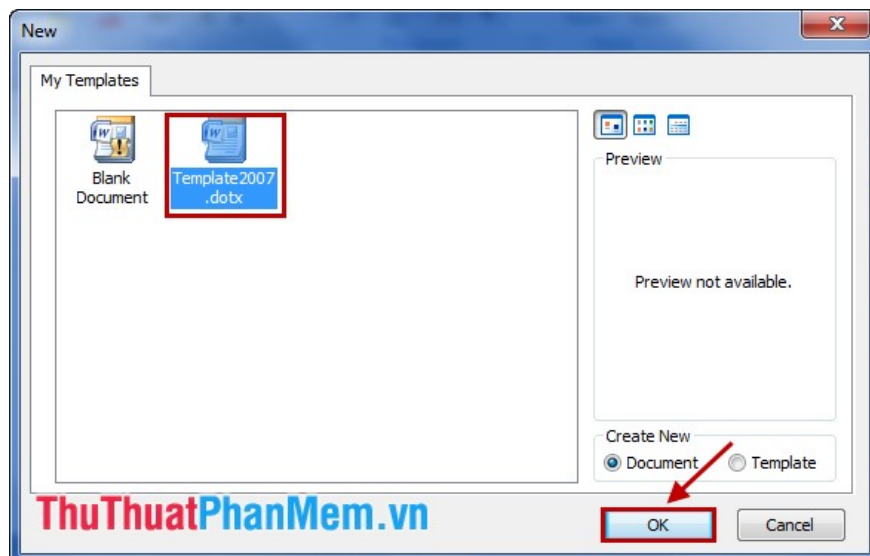 New
My Templates
Blank
Document
Template2007
.dotx
Preview
Preview not available.
Create New
Document
Template
ThuThuatPhanMem.vn
OK
Cancel